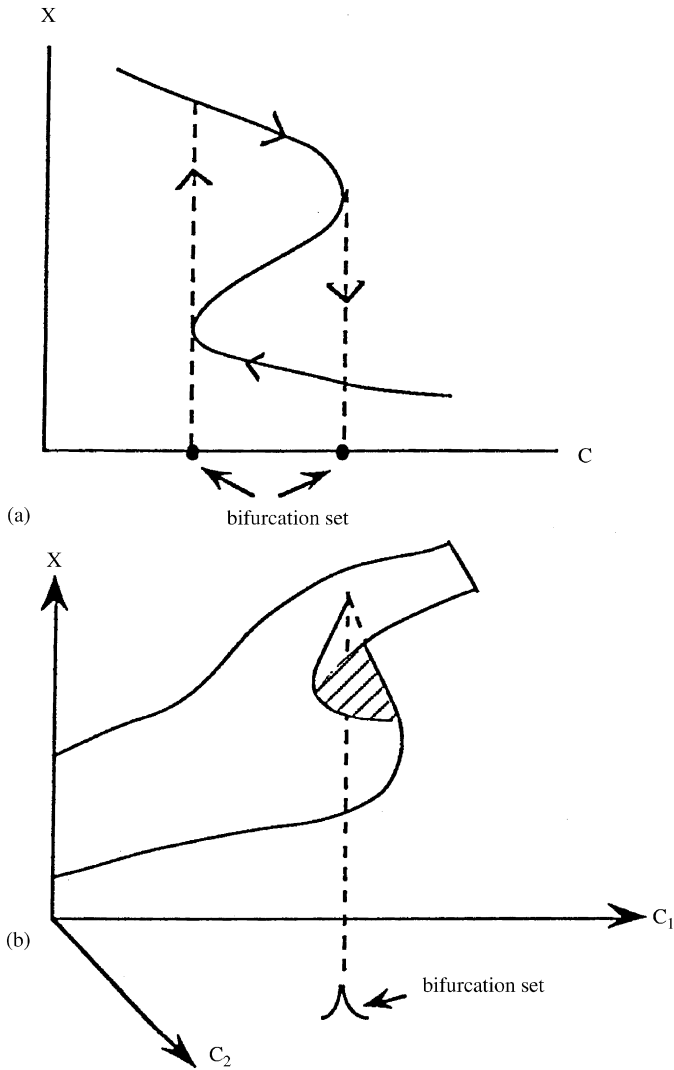 X
C
(a)
bifurcation set
X
C₁
(b)
bifurcation set
C₂